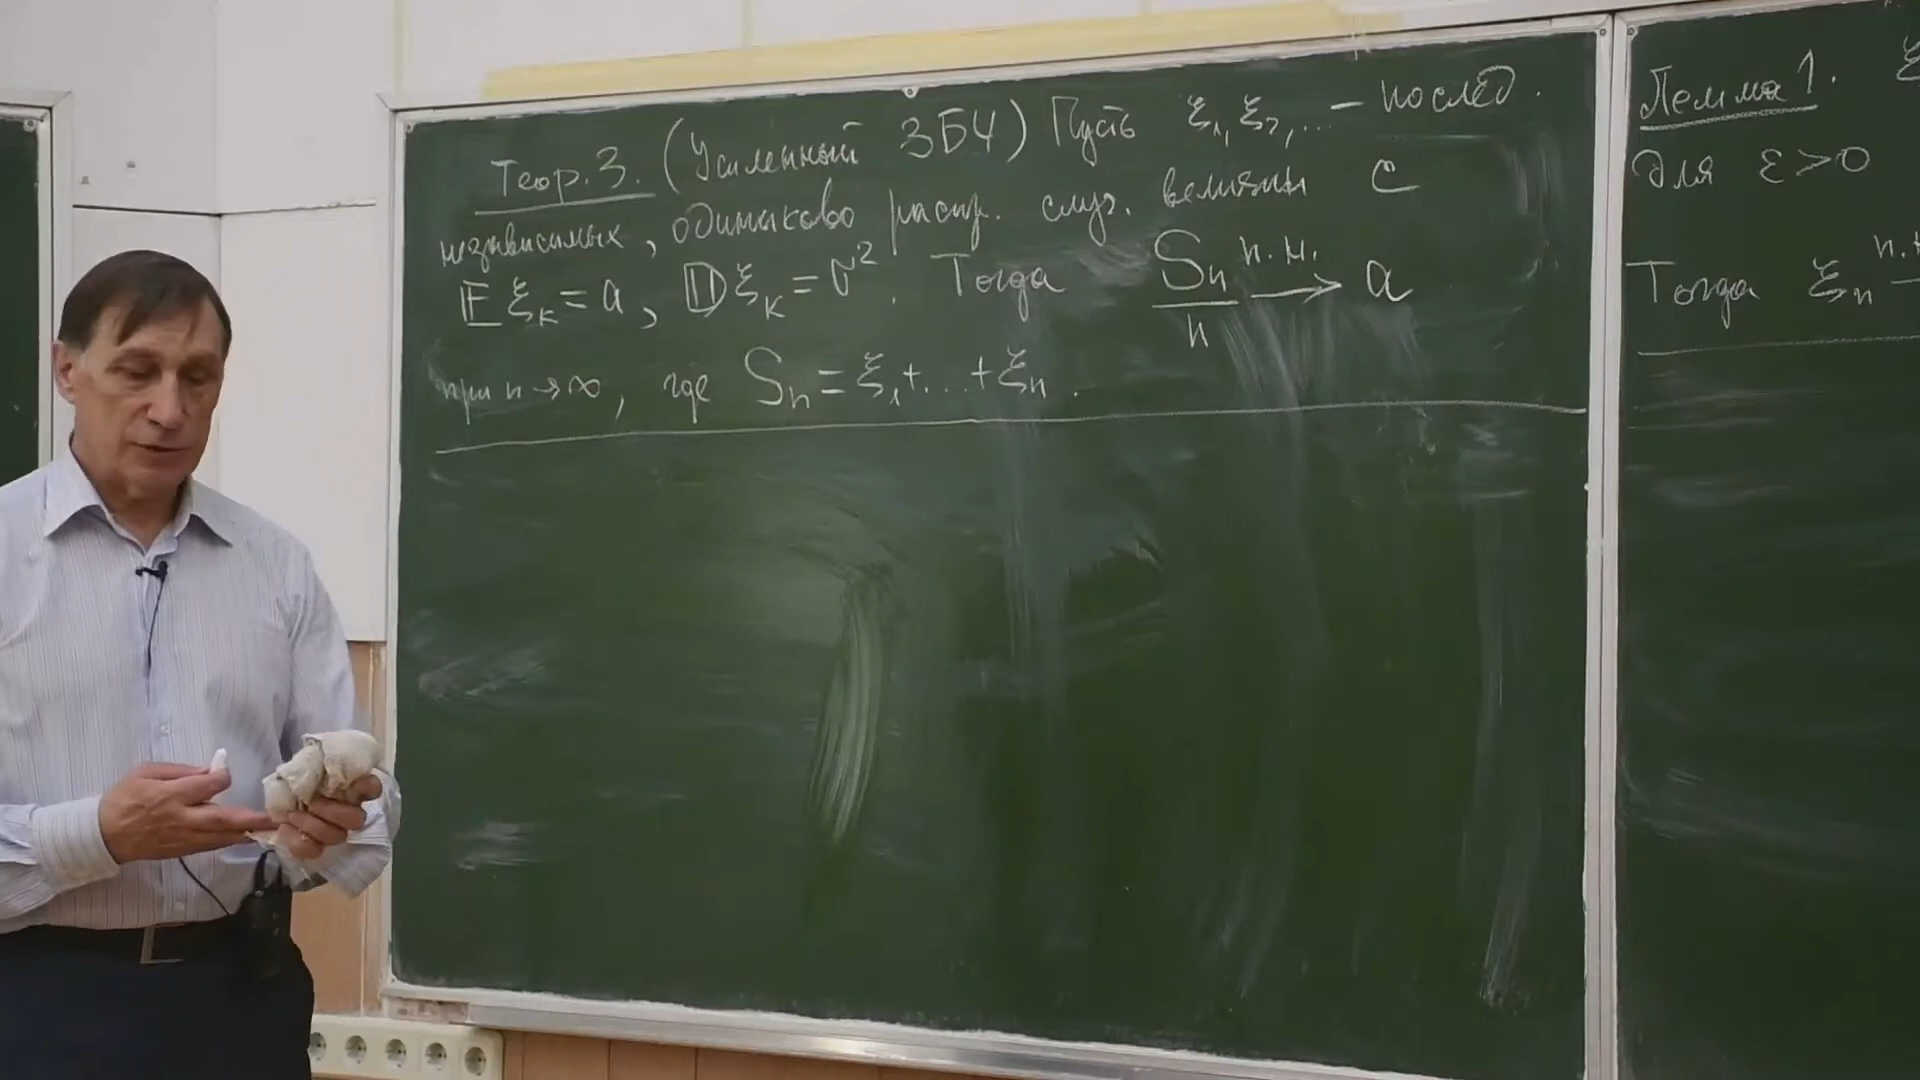 Теор. 3. (Усиленный ЗБЧ) Пусть ξ₁, ξ₂, ... – послед.
независимых, одинаково распр. случ. величин с
𝔼ξₖ = a, 𝔻ξₖ = σ². Тогда Sₙ/n →п.н. a
при n→∞, где Sₙ = ξ₁+...+ξₙ.
Лемма 1. ξ
для ε>0
Тогда ξₙ п.н